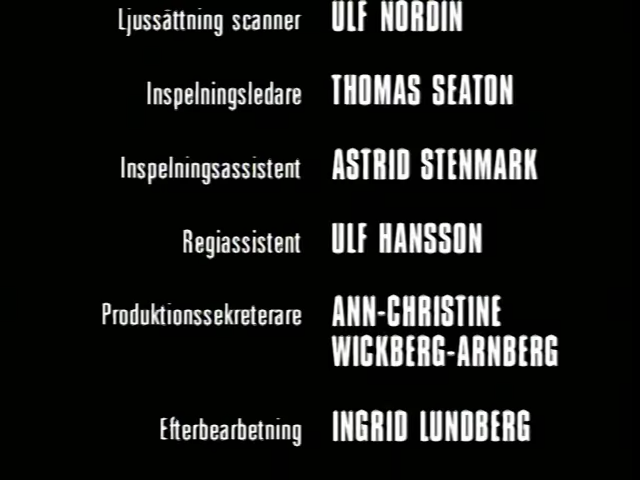 Ljussättning scanner ULF NORDIN
Inspelningsledare THOMAS SEATON
Inspelningsassistent ASTRID STENMARK
Regiassistent ULF HANSSON
Produktionssekreterare ANN-CHRISTINE
WICKBERG-ARNBERG
Efterbearbetning INGRID LUNDBERG